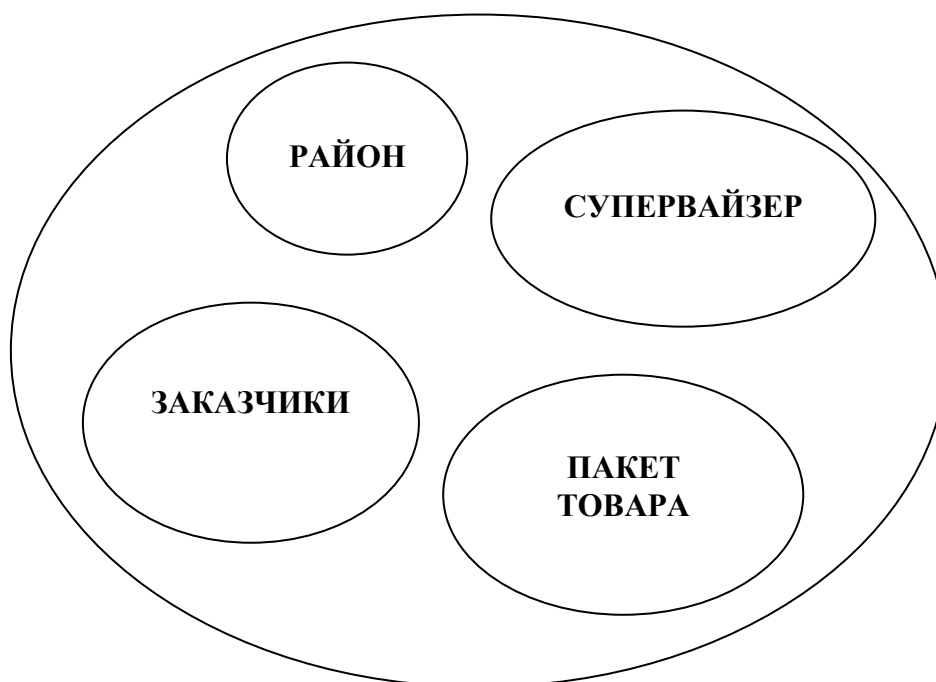 РАЙОН
СУПЕРВАЙЗЕР
ЗАКАЗЧИКИ
ПАКЕТ
ТОВАРА